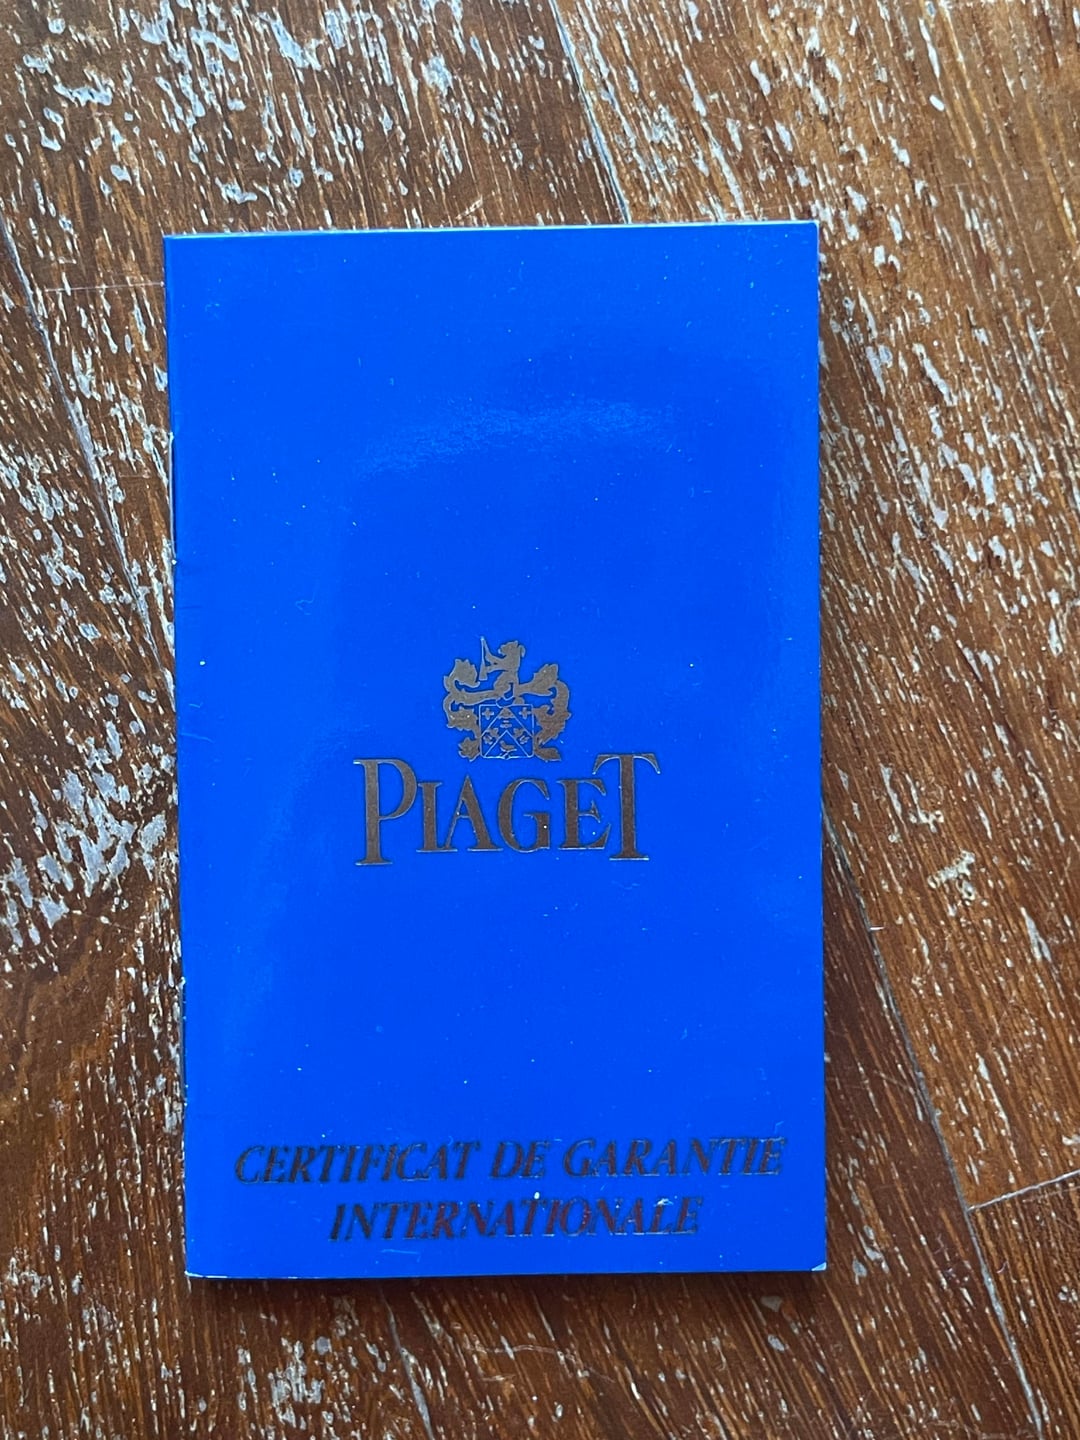 PIAGET
CERTIFICAT DE GARANTIE
INTERNATIONALE